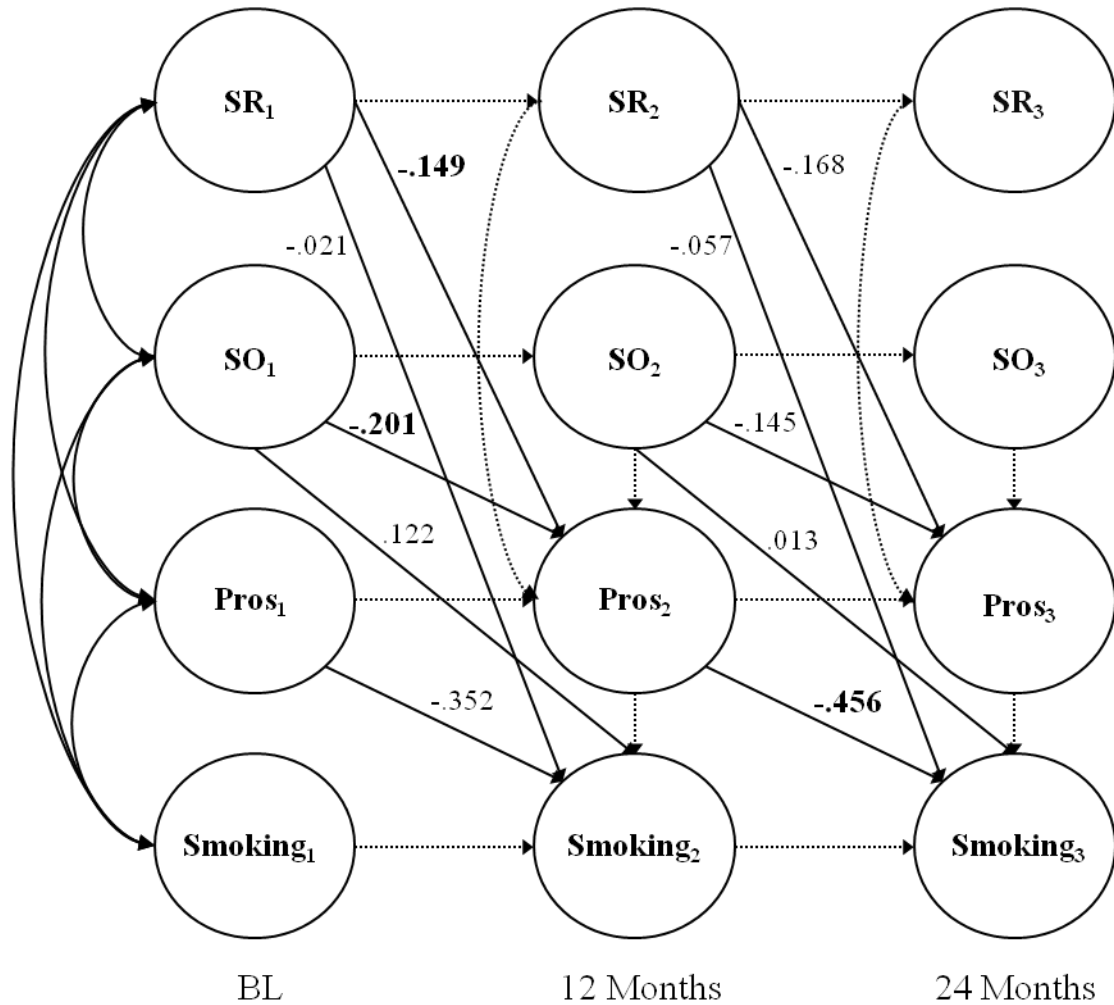 SR₁ SR₂ SR₃
-.149 -.168
-.021 -.057
SO₁ SO₂ SO₃
-.201 -.145
.122 .013
Pros₁ Pros₂ Pros₃
-.352 -.456
Smoking₁ Smoking₂ Smoking₃
BL 12 Months 24 Months